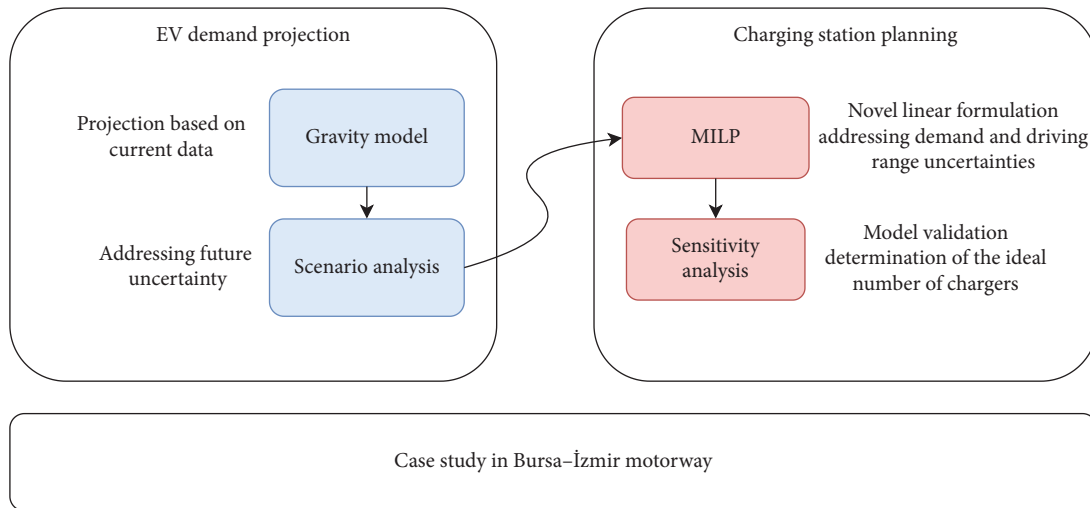 EV demand projection
Projection based on
current data
Gravity model
Addressing future
uncertainty
Scenario analysis
Charging station planning
MILP
Novel linear formulation
addressing demand and driving
range uncertainties
Sensitivity
analysis
Model validation
determination of the ideal
number of chargers
Case study in Bursa–İzmir motorway